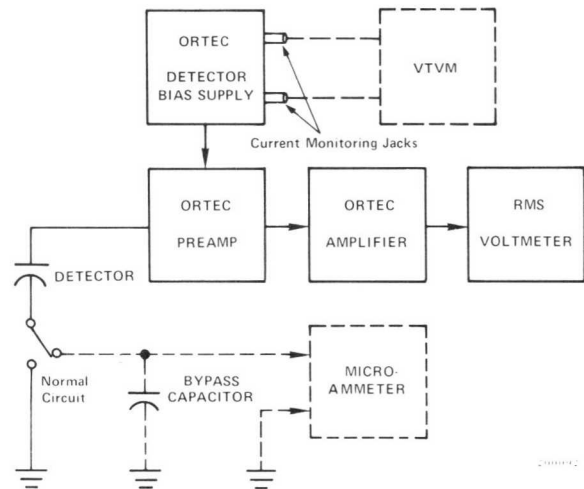 ORTEC
DETECTOR
BIAS SUPPLY
VTVM
Current Monitoring Jacks
ORTEC
PREAMP
ORTEC
AMPLIFIER
RMS
VOLTMETER
DETECTOR
Normal
Circuit
BYPASS
CAPACITOR
MICRO-
AMMETER